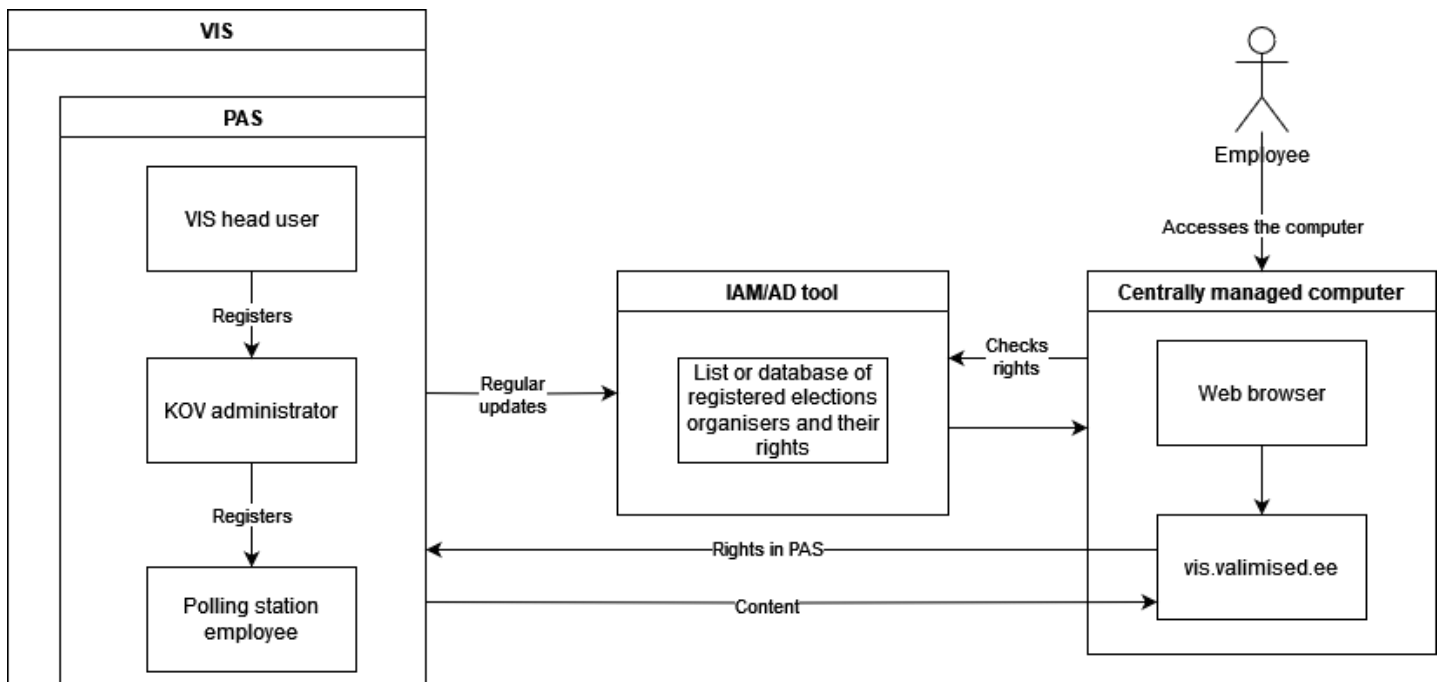 VIS
PAS
VIS head user
Registers
KOV administrator
Registers
Polling station
employee
Regular
updates
IAM/AD tool
List or database of
registered elections
organisers and their
rights
Checks
rights
Rights in PAS
Content
Employee
Accesses the computer
Centrally managed computer
Web browser
vis.valimised.ee